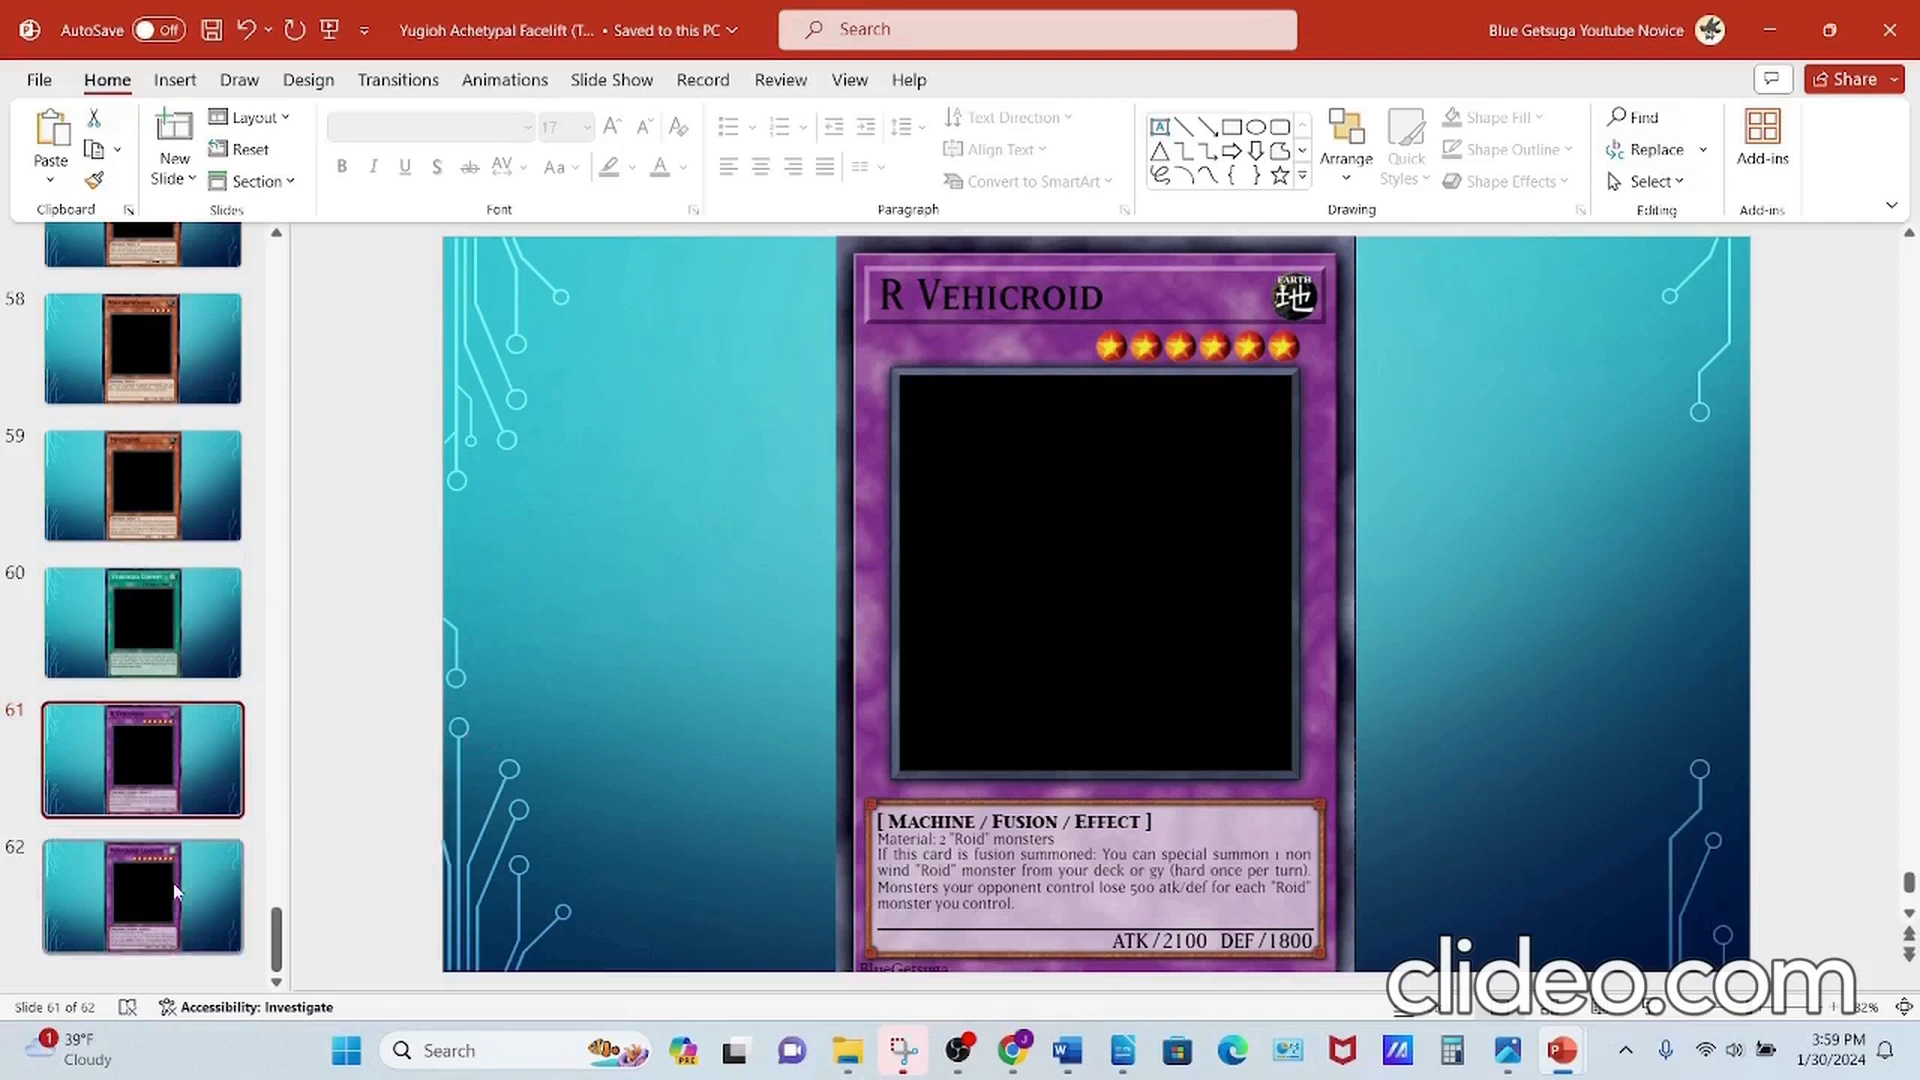 AutoSave Off
Yugioh Achetypal Facelift (T... • Saved to this PC
Search
Blue Getsuga Youtube Novice
File Home Insert Draw Design Transitions Animations Slide Show Record Review View Help
Share
Paste
New Slide
Layout
Reset
Section
17
Text Direction
Align Text
Convert to SmartArt
Arrange
Quick Styles
Shape Fill
Shape Outline
Shape Effects
Find
Replace
Select
Add-ins
Clipboard Slides Font Paragraph Drawing Editing Add-ins
58
59
60
61
62
R Vehicroid
EARTH
地
[ Machine / Fusion / Effect ]
Material: 2 "Roid" monsters
If this card is fusion summoned: You can special summon 1 non
wind "Roid" monster from your deck or gy (hard once per turn).
Monsters your opponent control lose 500 atk/def for each "Roid"
monster you control.
ATK/2100 DEF/1800
BlueGetsuga
clideo.com
Slide 61 of 62
Accessibility: Investigate
1
39°F
Cloudy
Search
3:59 PM
1/30/2024